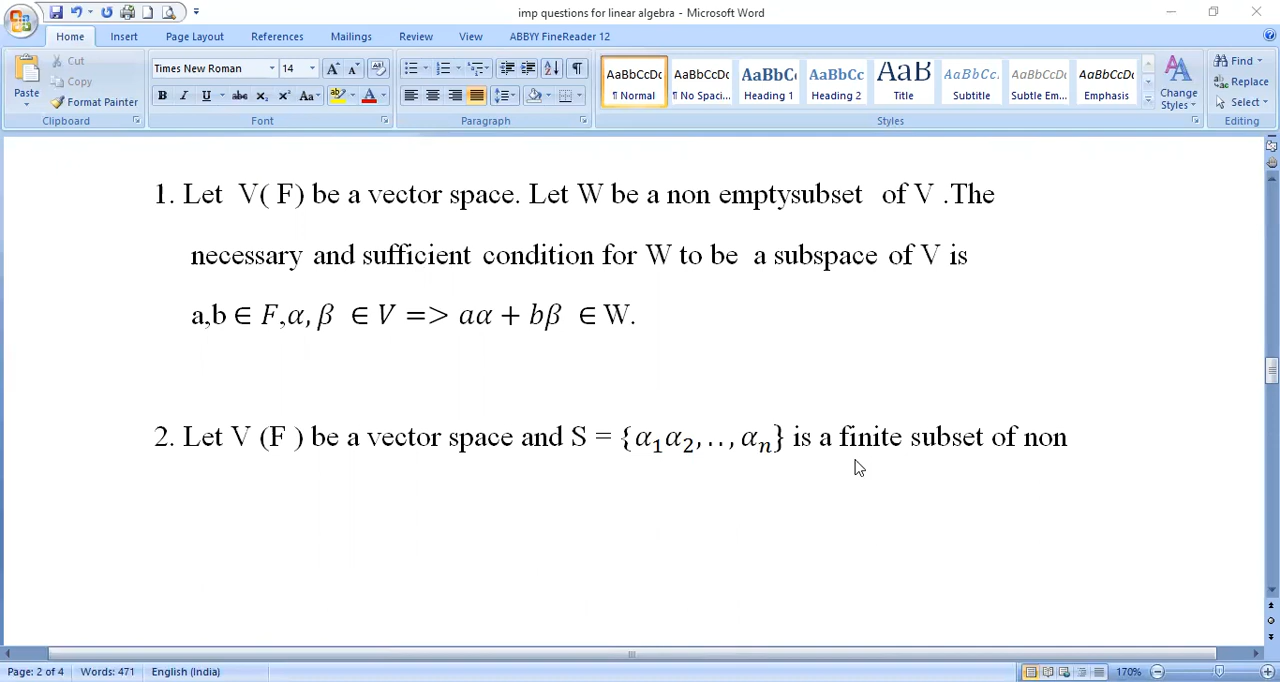 imp questions for linear algebra - Microsoft Word
Home Insert Page Layout References Mailings Review View ABBYY FineReader 12
Paste Cut Copy Format Painter
Times New Roman 14
AaBbCcDc AaBbCcDc AaBbC AaBbCc AaB AaBbCcL AaBbCcDc AaBbCcDc
¶ Normal ¶ No Spaci... Heading 1 Heading 2 Title Subtitle Subtle Em... Emphasis
Change Styles
Find Replace Select
Clipboard Font Paragraph Styles Editing
1. Let V( F) be a vector space. Let W be a non emptysubset of V .The
necessary and sufficient condition for W to be a subspace of V is
a,b ∈ F,α, β ∈ V => aα + bβ ∈ W.
2. Let V (F ) be a vector space and S = {α₁α₂, . . , αₙ} is a finite subset of non
Page: 2 of 4 Words: 471 English (India) 170%